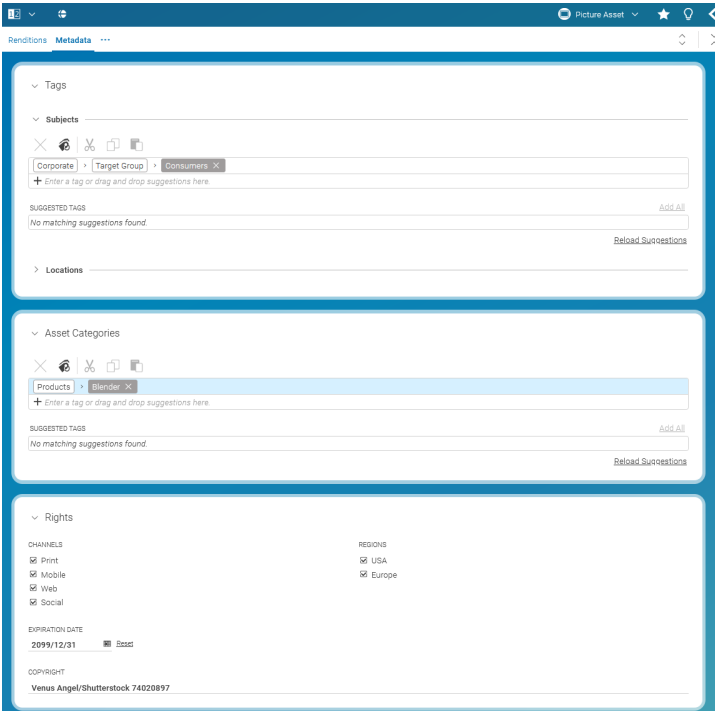 Picture Asset
Renditions Metadata ...
Tags
Subjects
Corporate > Target Group > Consumers ×
+ Enter a tag or drag and drop suggestions here.
SUGGESTED TAGS Add All
No matching suggestions found.
Reload Suggestions
Locations
Asset Categories
Products > Blender ×
+ Enter a tag or drag and drop suggestions here.
SUGGESTED TAGS Add All
No matching suggestions found.
Reload Suggestions
Rights
CHANNELS REGIONS
Print USA
Mobile Europe
Web
Social
EXPIRATION DATE
2099/12/31 Reset
COPYRIGHT
Venus Angel/Shutterstock 74020897